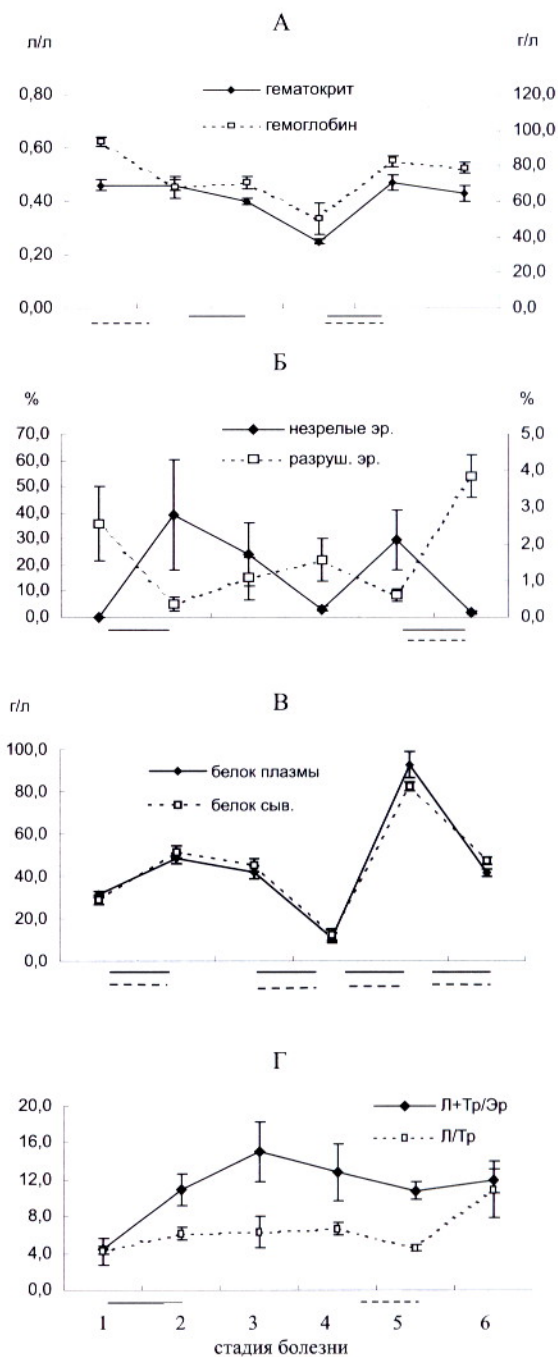 А
л/л
г/л
0,80
120,0
гематокрит
100,0
гемоглобин
0,60
80,0
0,40
60,0
40,0
0,20
20,0
0,00
0,0
Б
%
%
70,0
5,0
незрелые эр.
60,0
разруш. эр.
4,0
50,0
40,0
3,0
30,0
2,0
20,0
1,0
10,0
0,0
0,0
В
г/л
100,0
белок плазмы
80,0
белок сыв.
60,0
40,0
20,0
0,0
Г
20,0
Л+Тр/Эр
16,0
Л/Тр
12,0
8,0
4,0
0,0
1 2 3 4 5 6
стадия болезни